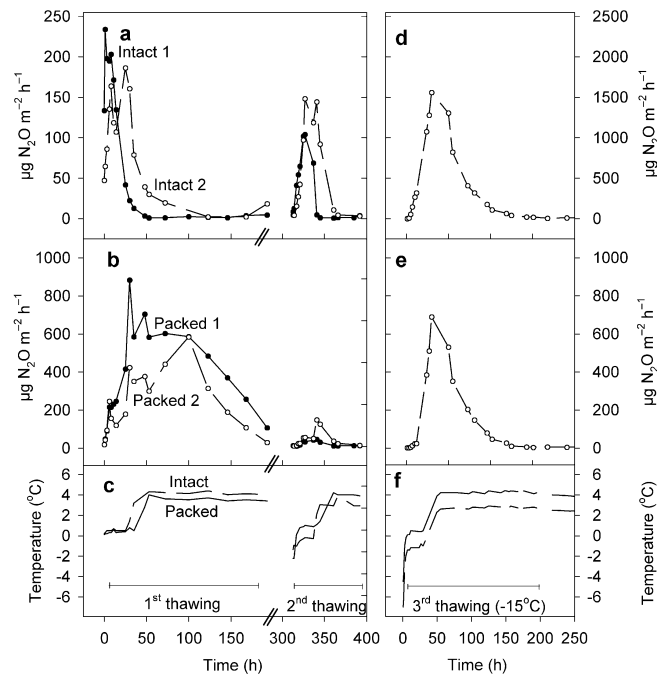 a
Intact 1
Intact 2
250
200
150
100
50
0
µg N₂O m⁻² h⁻¹
d
2500
2000
1500
1000
500
0
µg N₂O m⁻² h⁻¹
b
Packed 1
Packed 2
1000
800
600
400
200
0
µg N₂O m⁻² h⁻¹
e
1000
800
600
400
200
0
µg N₂O m⁻² h⁻¹
c
Intact
Packed
6
4
2
0
-2
-4
-6
Temperature (°C)
1st thawing
2nd thawing
0 50 100 150 300 350 400
Time (h)
f
6
4
2
0
-2
-4
-6
Temperature (°C)
3rd thawing (-15°C)
0 50 100 150 200 250
Time (h)